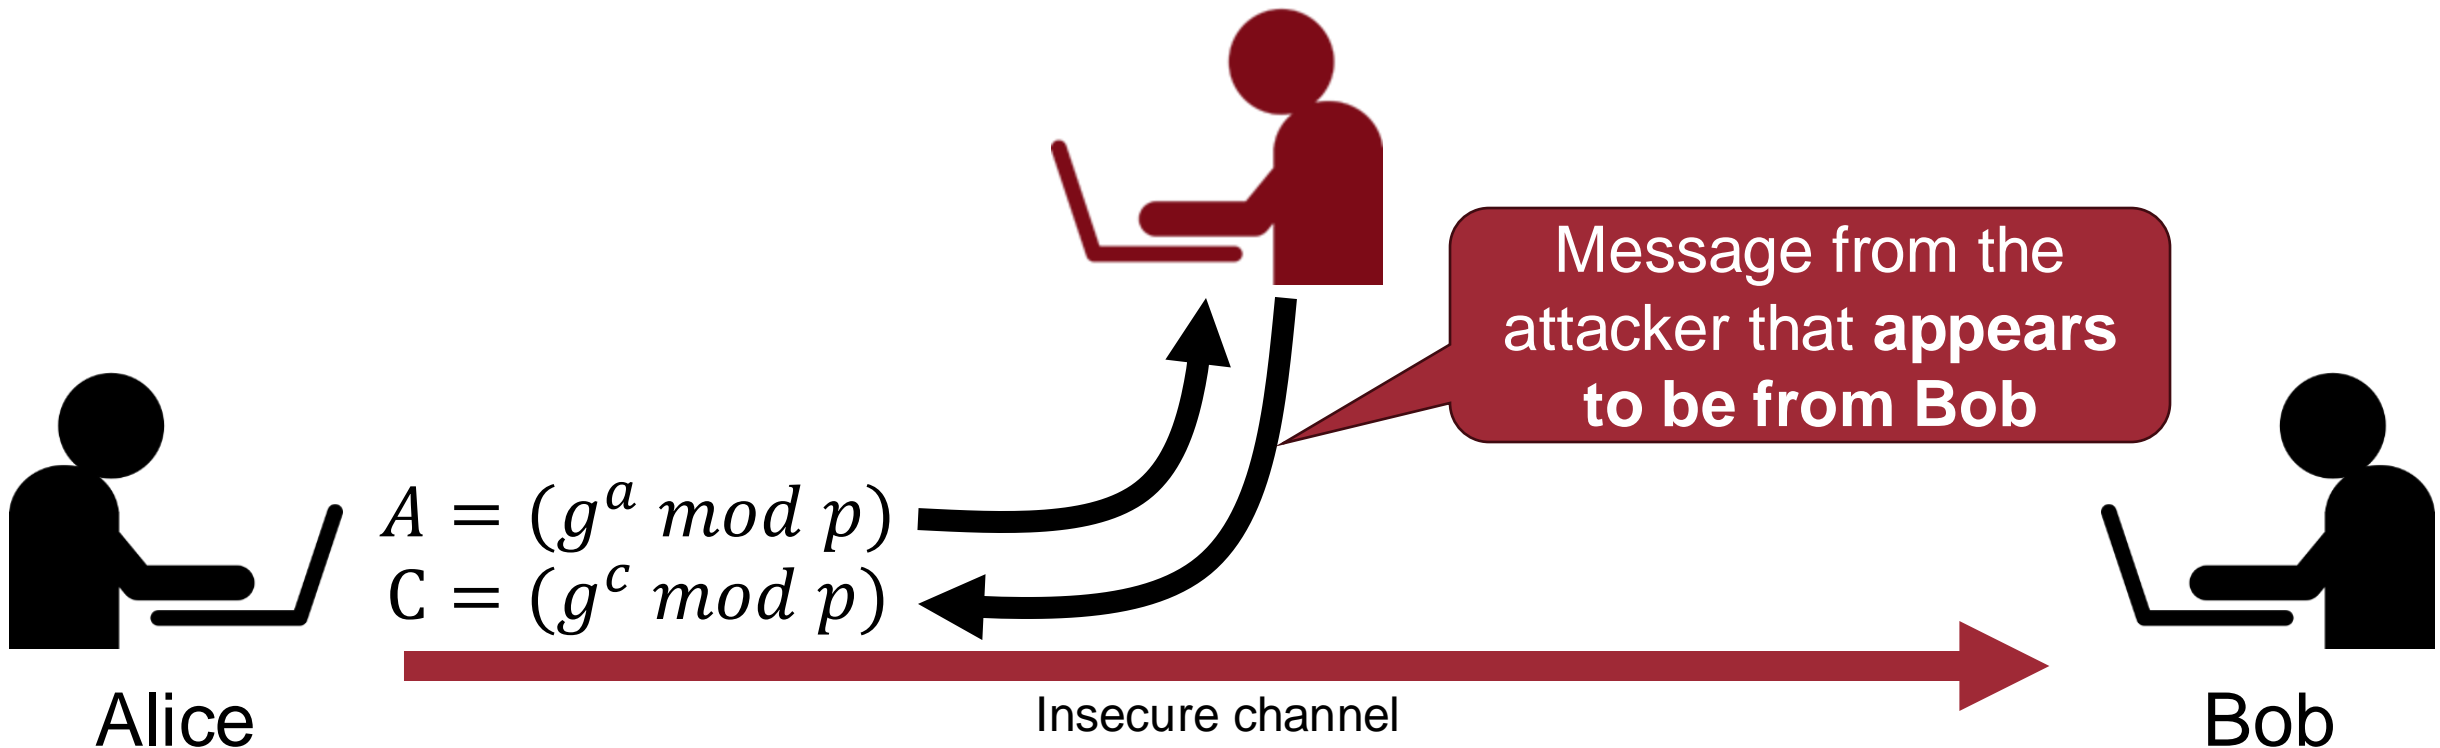 Message from the
attacker that appears
to be from Bob
A = (g^a mod p)
C = (g^c mod p)
Insecure channel
Alice
Bob